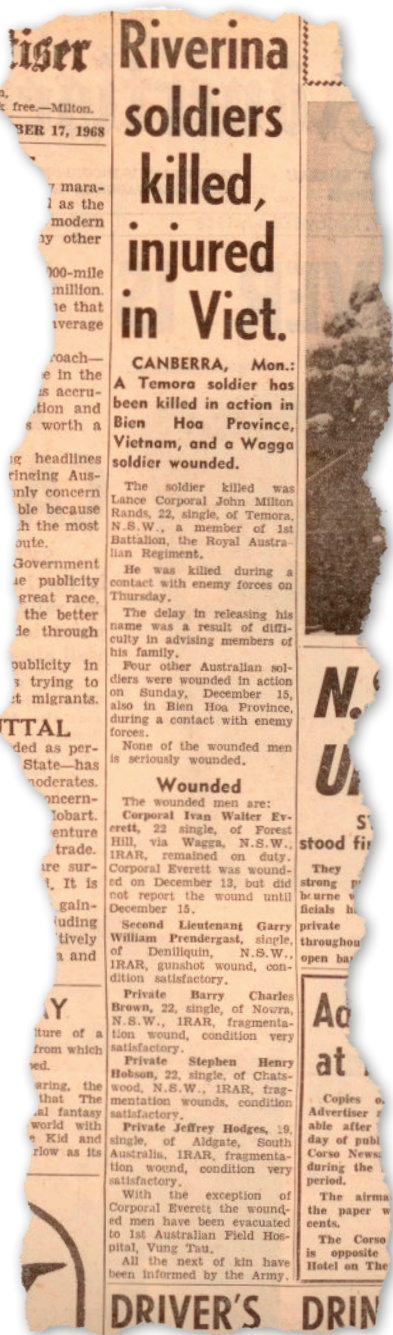 tiser
n.
free.—Milton.
BER 17, 1968
mara-
l as the
modern
y other
000-mile
million.
e that
verage
roach—
e in the
s accru-
tion and
s worth a
g headlines
ringing Aus-
nly concern
ble because
h the most
oute.
Government
e publicity
great race,
the better
de through
publicity in
s trying to
t migrants.
TTAL
ded as per-
State—has
moderates.
oncern-
Hobart.
enture
trade.
re sur-
d. It is
gain-
luding
tively
a and
AY
ture of a
from which
ed.
aring, the
that The
al fantasy
world with
e Kid and
rlow as its
Riverina
soldiers
killed,
injured
in Viet.
CANBERRA, Mon.:
A Temora soldier has
been killed in action in
Bien Hoa Province,
Vietnam, and a Wagga
soldier wounded.
The soldier killed was
Lance Corporal John Milton
Rands, 22, single, of Temora,
N.S.W., a member of 1st
Battalion, the Royal Austra-
lian Regiment.
He was killed during a
contact with enemy forces on
Thursday.
The delay in releasing his
name was a result of diffi-
culty in advising members of
his family.
Four other Australian sol-
diers were wounded in action
on Sunday, December 15,
also in Bien Hoa Province,
during a contact with enemy
forces.
None of the wounded men
is seriously wounded.
Wounded
The wounded men are:
Corporal Ivan Walter Ev-
erett, 22 single, of Forest
Hill, via Wagga, N.S.W.,
1RAR, remained on duty.
Corporal Everett was wound-
ed on December 13, but did
not report the wound until
December 15.
Second Lieutenant Garry
William Prendergast, single,
of Deniliquin, N.S.W.,
1RAR, gunshot wound, con-
dition satisfactory.
Private Barry Charles
Brown, 22, single, of Nowra,
N.S.W., 1RAR, fragmenta-
tion wound, condition very
satisfactory.
Private Stephen Henry
Hobson, 22, single, of Chats-
wood, N.S.W., 1RAR, frag-
mentation wounds, condition
satisfactory.
Private Jeffrey Hodges, 19,
single, of Aldgate, South
Australia, 1RAR, fragmenta-
tion wound, condition very
satisfactory.
With the exception of
Corporal Everett the wound-
ed men have been evacuated
to 1st Australian Field Hos-
pital, Vung Tau.
All the next of kin have
been informed by the Army.
DRIVER'S
N.
U
S
stood fi
They
strong p
bourne
ficials h
private
throughou
open ba
Ad
at
Copies o
Advertiser
able after
day of publ
Corso News
during the
period.
The airma
the paper w
cents.
The Corso
is opposite
Hotel on The
DRIN